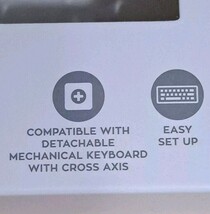 COMPATIBLE WITH
DETACHABLE
MECHANICAL KEYBOARD
WITH CROSS AXIS
EASY
SET UP